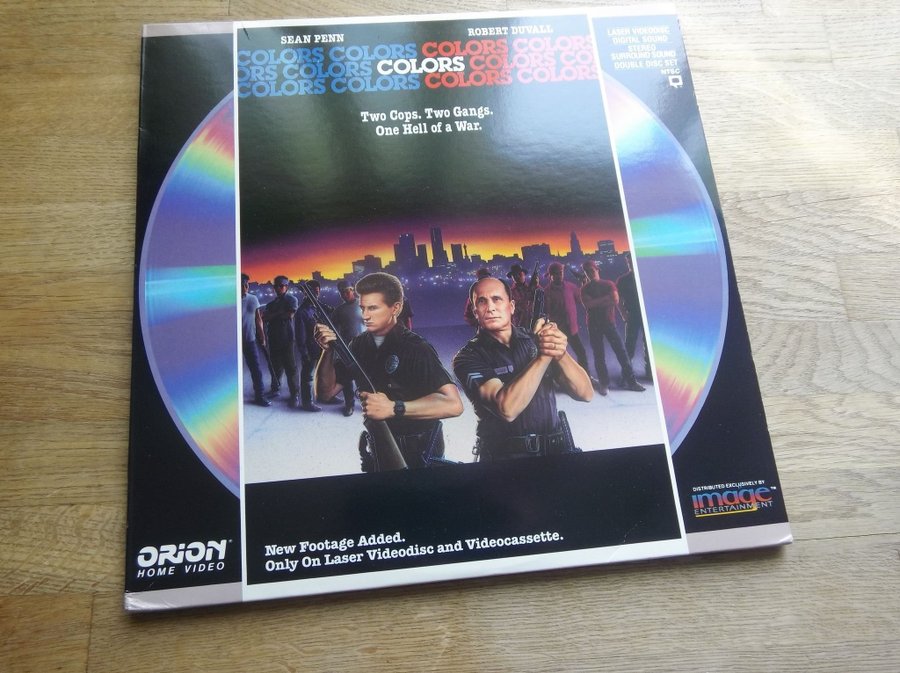 SEAN PENN
ROBERT DUVALL
COLORS COLORS COLORS COLORS
ORS COLORS COLORS COLORS CO
COLORS COLORS COLORS COLORS
Two Cops. Two Gangs.
One Hell of a War.
LASER VIDEODISC
DIGITAL SOUND
STEREO
SURROUND SOUND
DOUBLE DISC SET
NTSC
New Footage Added.
Only On Laser Videodisc and Videocassette.
ORION®
HOME VIDEO
DISTRIBUTED EXCLUSIVELY BY
image™
ENTERTAINMENT